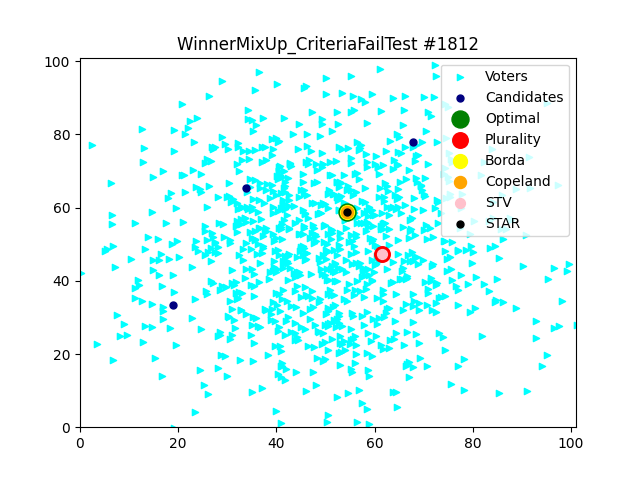 WinnerMixUp_CriteriaFailTest #1812
100
80
60
40
20
0
0 20 40 60 80 100
Voters
Candidates
Optimal
Plurality
Borda
Copeland
STV
STAR